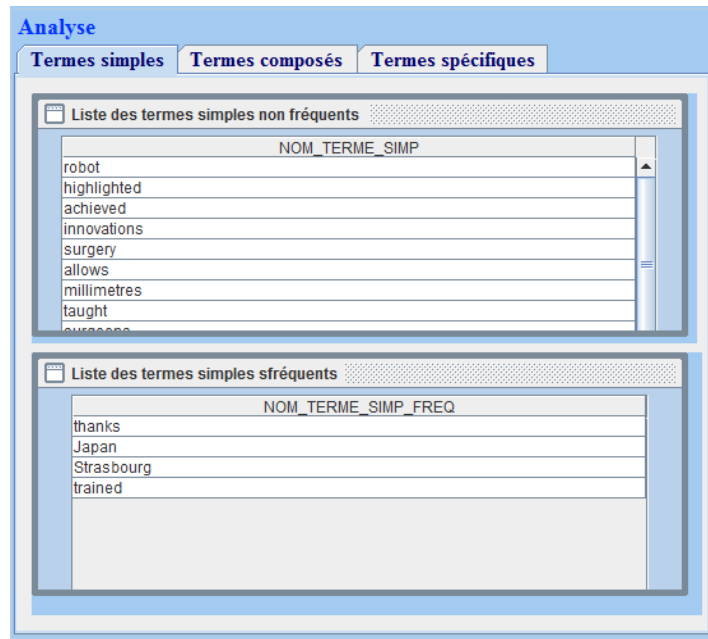 Analyse
Termes simples Termes composés Termes spécifiques
Liste des termes simples non fréquents
NOM_TERME_SIMP
robot
highlighted
achieved
innovations
surgery
allows
millimetres
taught
surgeons
Liste des termes simples sfréquents
NOM_TERME_SIMP_FREQ
thanks
Japan
Strasbourg
trained